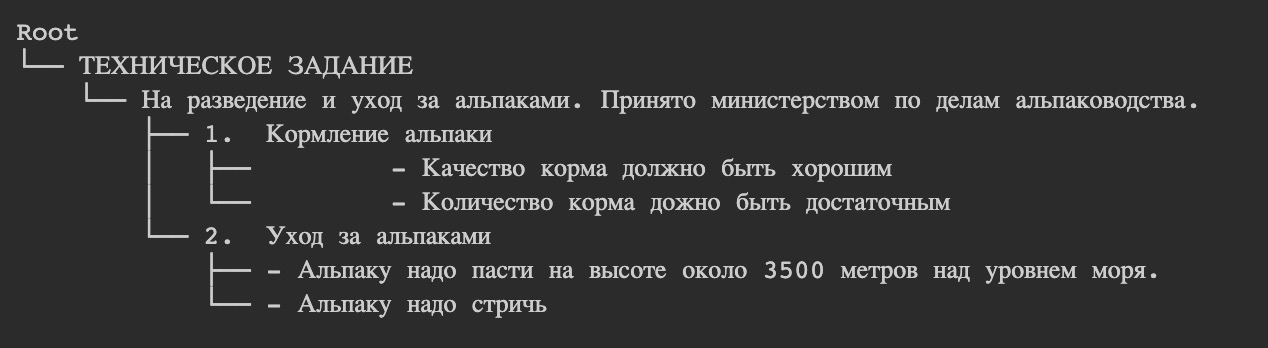 Root
└── ТЕХНИЧЕСКОЕ ЗАДАНИЕ
    └── На разведение и уход за альпаками. Принято министерством по делам альпаководства.
        ├── 1.  Кормление альпаки
        │   ├──         - Качество корма должно быть хорошим
        │   └──         - Количество корма дожно быть достаточным
        └── 2.  Уход за альпаками
            ├── - Альпаку надо пасти на высоте около 3500 метров над уровнем моря.
            └── - Альпаку надо стричь